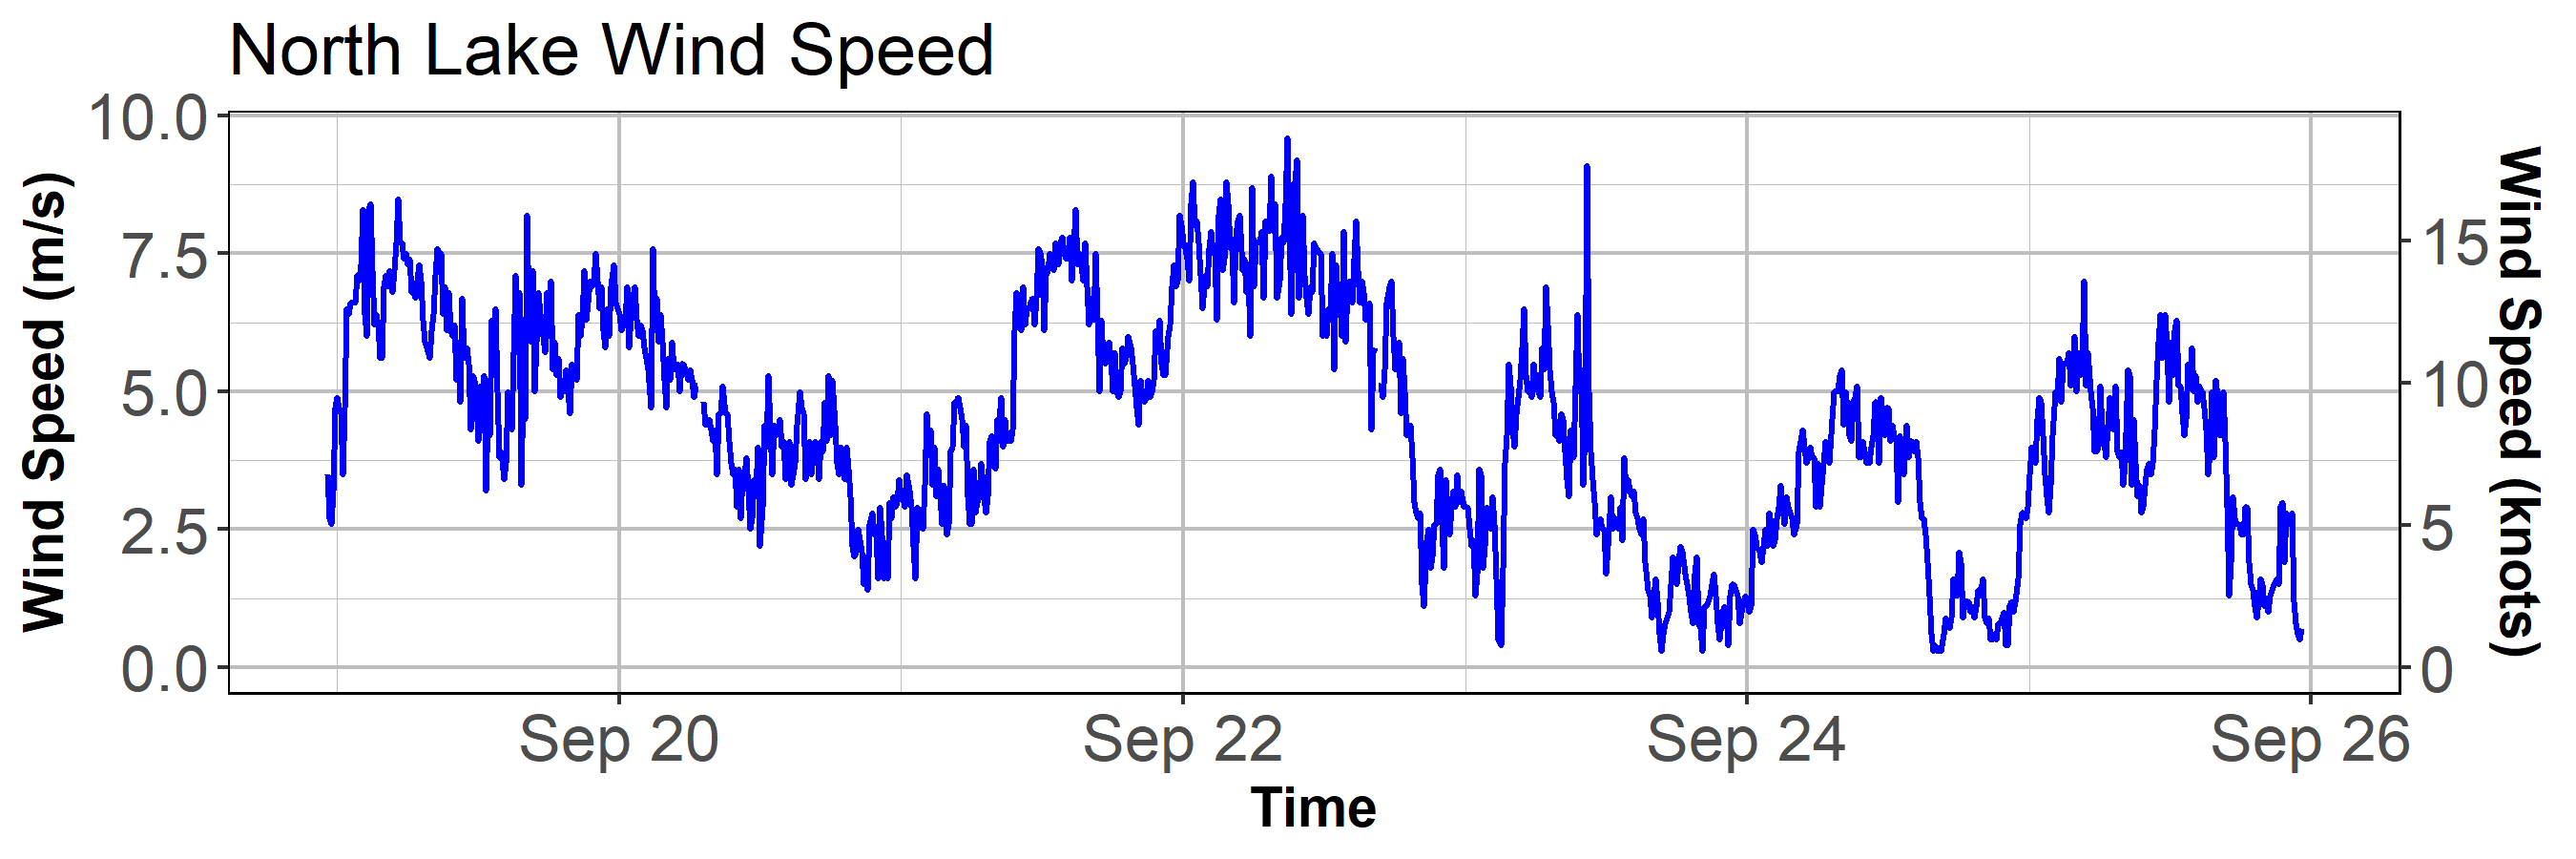 North Lake Wind Speed
Wind Speed (m/s)
10.0
7.5
5.0
2.5
0.0
15
10
5
0
Wind Speed (knots)
Sep 20
Sep 22
Sep 24
Sep 26
Time